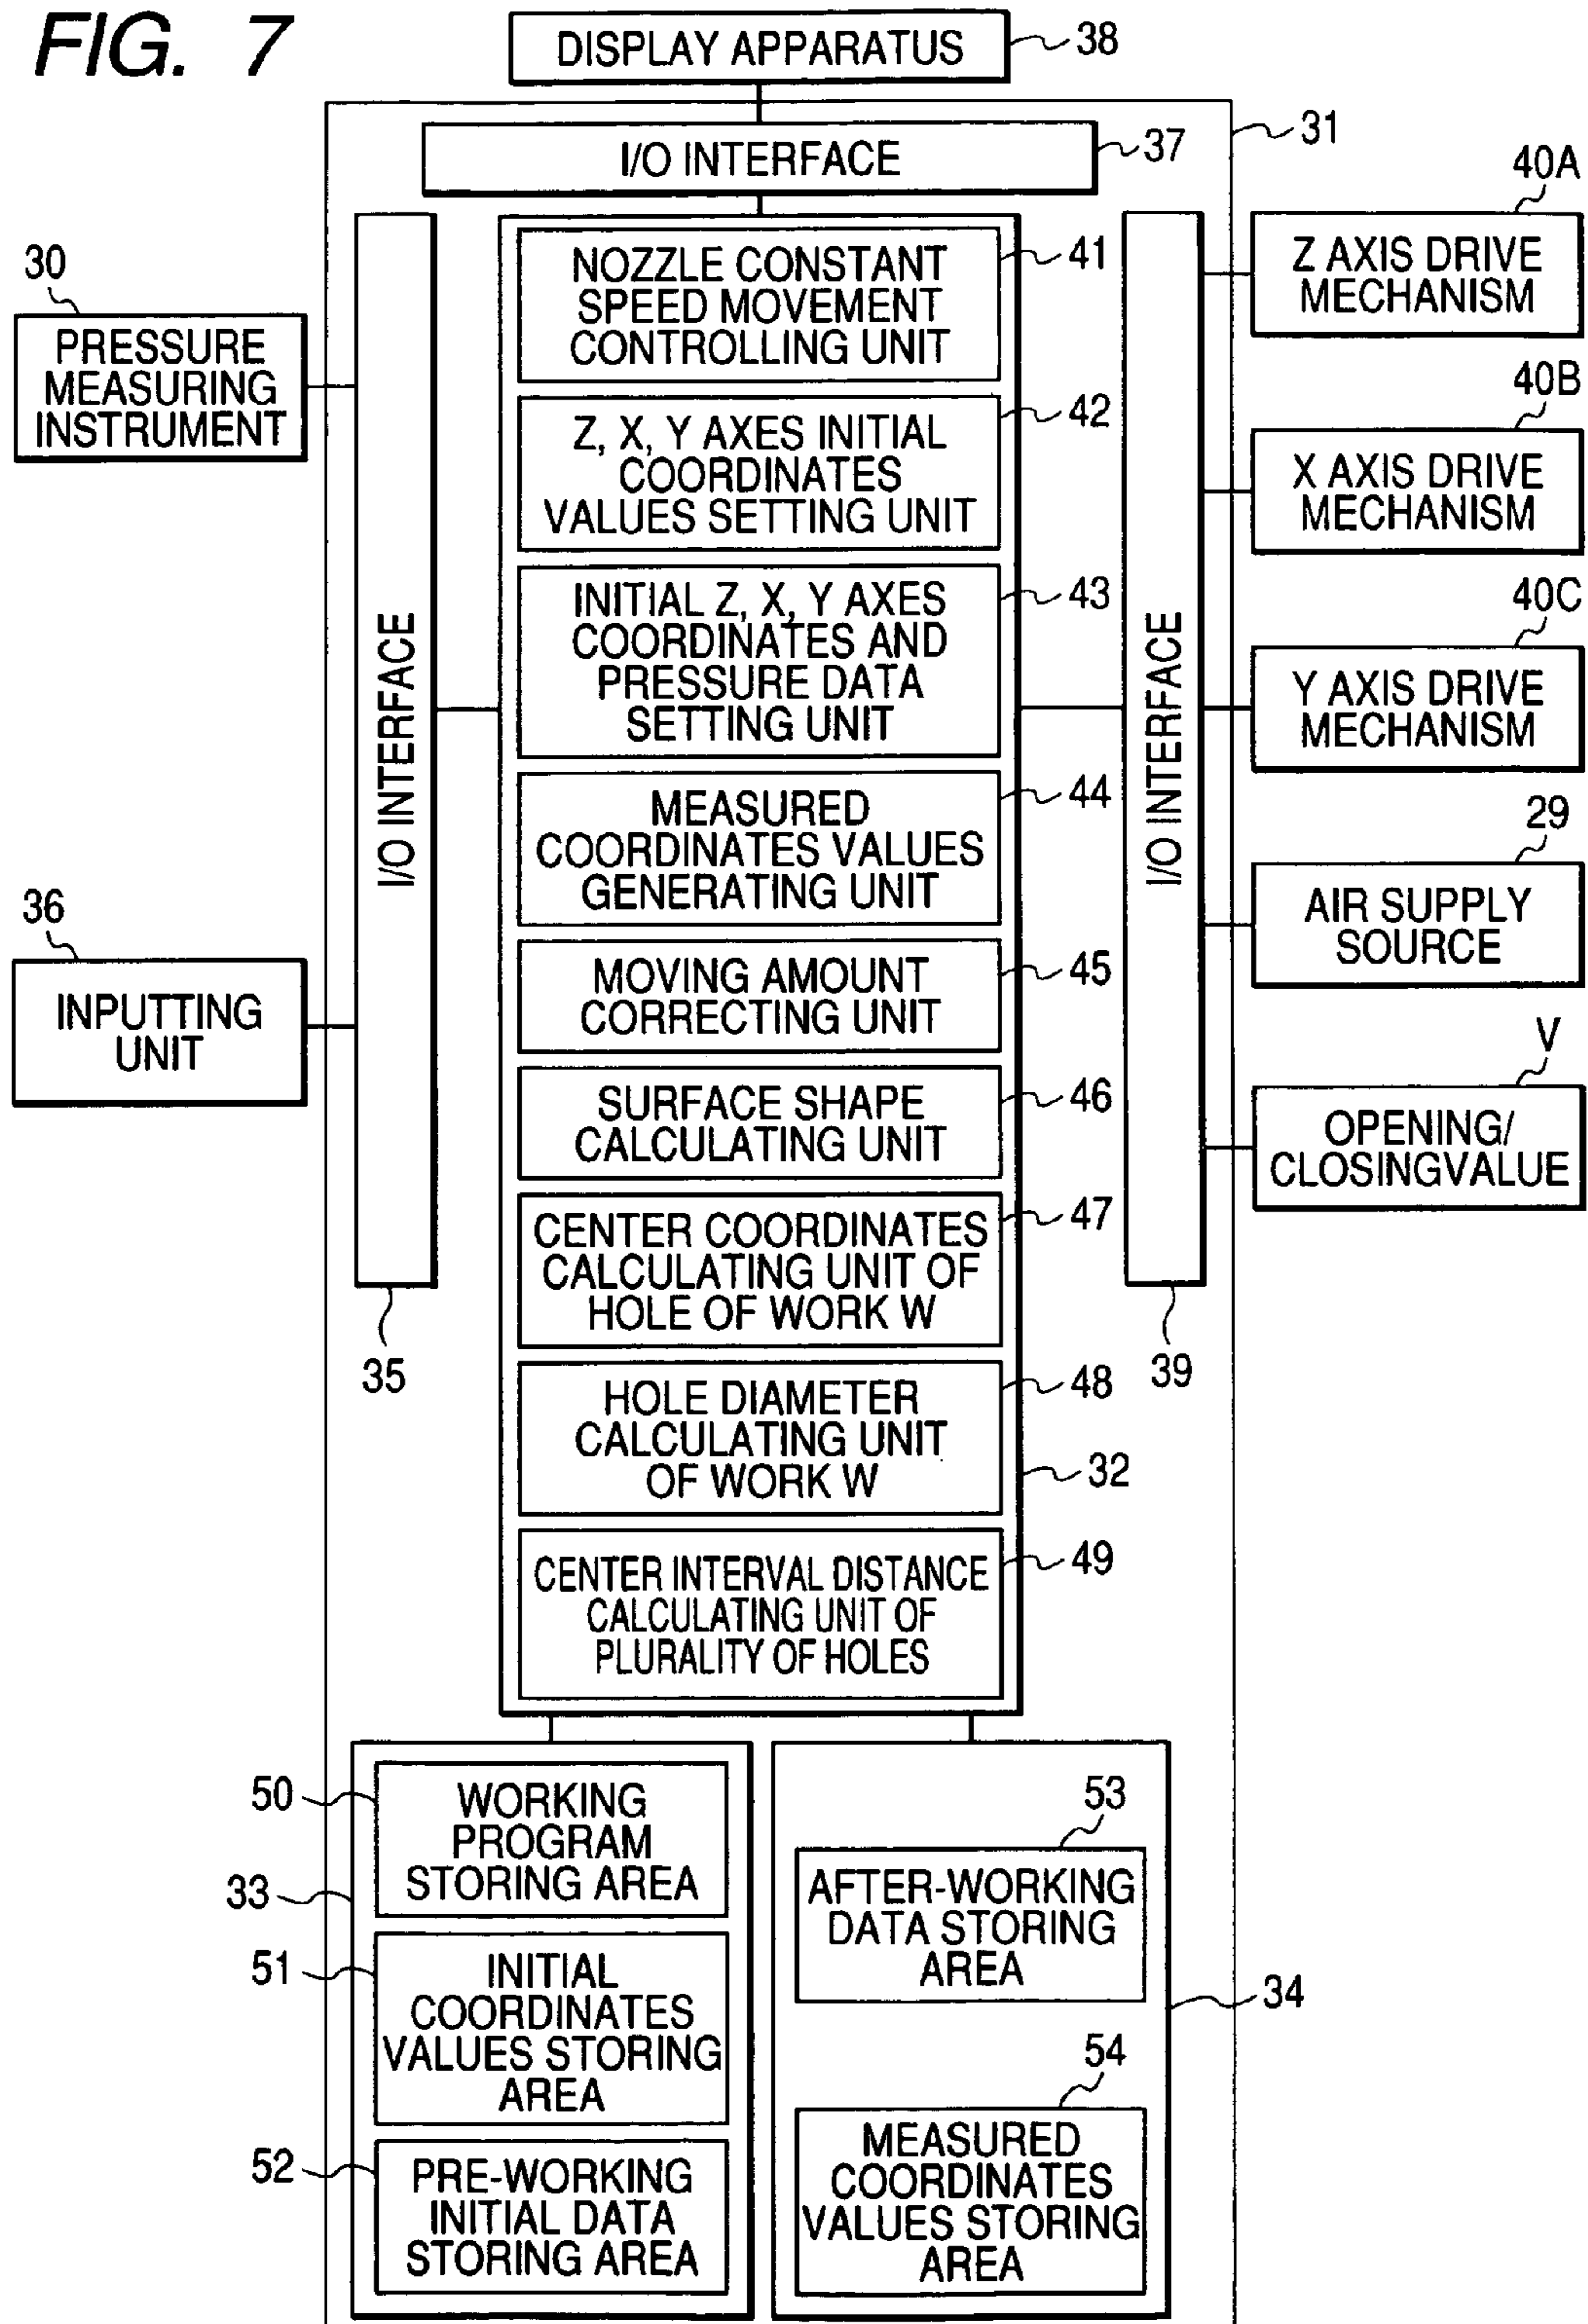 FIG. 7
DISPLAY APPARATUS
38
I/O INTERFACE
37
31
30
PRESSURE
MEASURING
INSTRUMENT
36
INPUTTING
UNIT
I/O INTERFACE
35
NOZZLE CONSTANT
SPEED MOVEMENT
CONTROLLING UNIT
41
Z, X, Y AXES INITIAL
COORDINATES
VALUES SETTING UNIT
42
INITIAL Z, X, Y AXES
COORDINATES AND
PRESSURE DATA
SETTING UNIT
43
MEASURED
COORDINATES VALUES
GENERATING UNIT
44
MOVING AMOUNT
CORRECTING UNIT
45
SURFACE SHAPE
CALCULATING UNIT
46
CENTER COORDINATES
CALCULATING UNIT OF
HOLE OF WORK W
47
HOLE DIAMETER
CALCULATING UNIT
OF WORK W
48
32
CENTER INTERVAL DISTANCE
CALCULATING UNIT OF
PLURALITY OF HOLES
49
I/O INTERFACE
39
40A
Z AXIS DRIVE
MECHANISM
40B
X AXIS DRIVE
MECHANISM
40C
Y AXIS DRIVE
MECHANISM
29
AIR SUPPLY
SOURCE
V
OPENING/
CLOSINGVALUE
50
WORKING
PROGRAM
STORING AREA
33
51
INITIAL
COORDINATES
VALUES STORING
AREA
52
PRE-WORKING
INITIAL DATA
STORING AREA
53
AFTER-WORKING
DATA STORING
AREA
34
54
MEASURED
COORDINATES
VALUES STORING
AREA